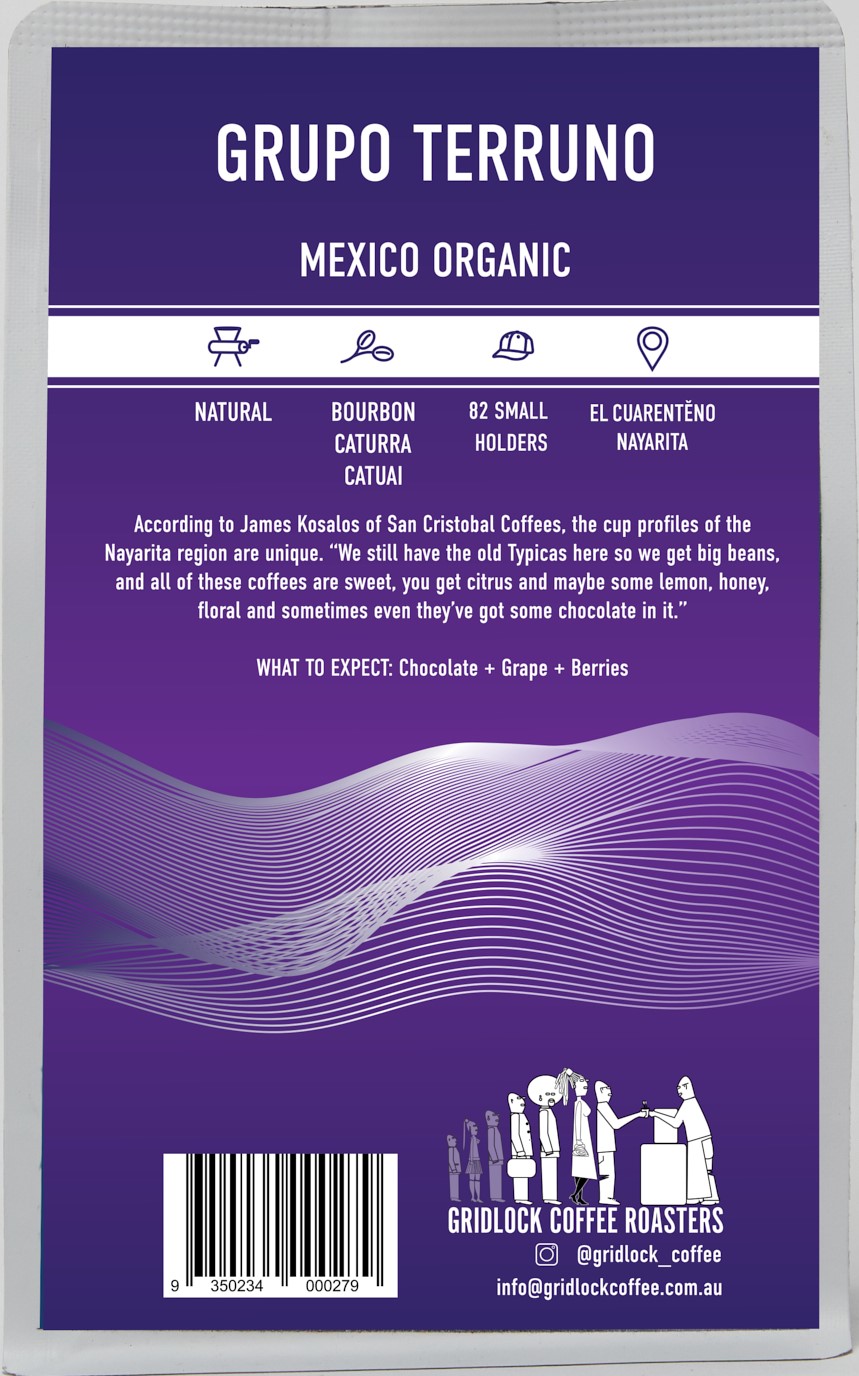 GRUPO TERRUNO
MEXICO ORGANIC
NATURAL
BOURBON
CATURRA
CATUAI
82 SMALL
HOLDERS
EL CUARENTĔNO
NAYARITA
According to James Kosalos of San Cristobal Coffees, the cup profiles of the
Nayarita region are unique. “We still have the old Typicas here so we get big beans,
and all of these coffees are sweet, you get citrus and maybe some lemon, honey,
floral and sometimes even they’ve got some chocolate in it.”
WHAT TO EXPECT: Chocolate + Grape + Berries
GRIDLOCK COFFEE ROASTERS
@gridlock_coffee
info@gridlockcoffee.com.au
9 350234 000279